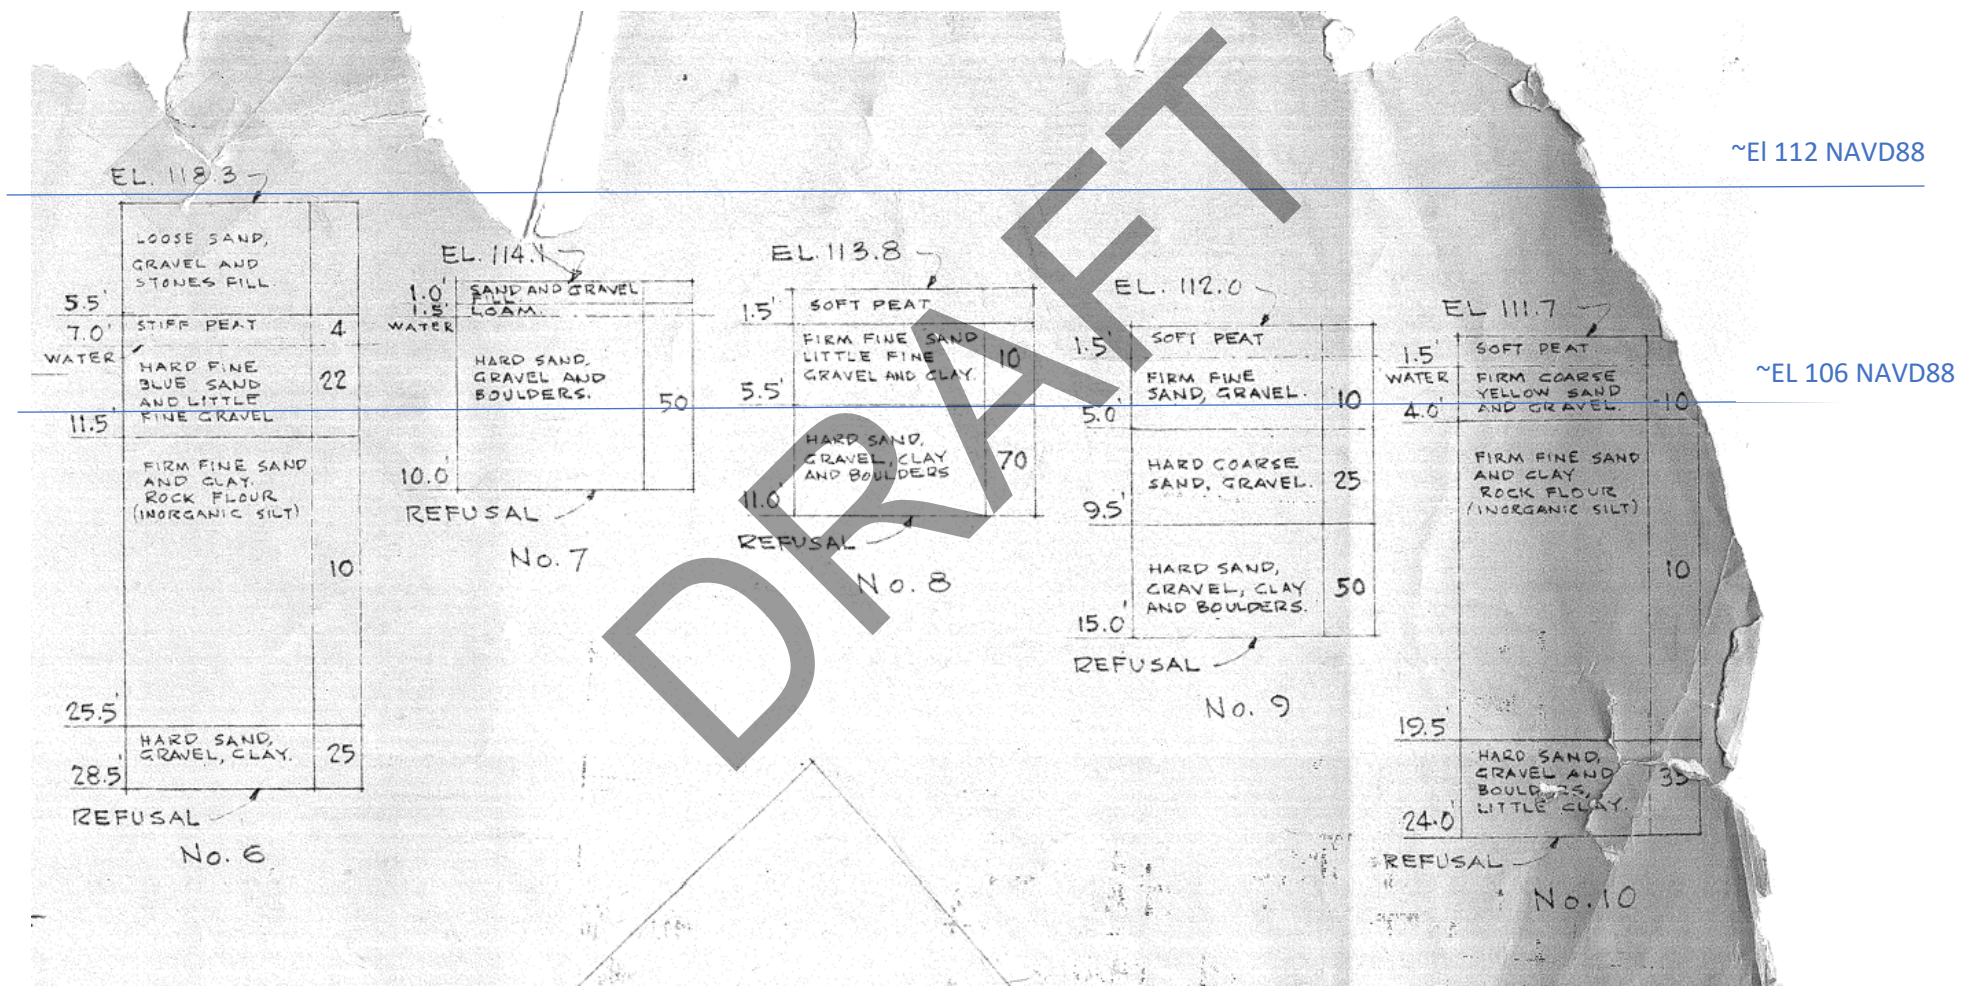 ~El 112 NAVD88
~EL 106 NAVD88
DRAFT
EL. 118.3
LOOSE SAND,
GRAVEL AND
STONES FILL.
5.5'
7.0'
STIFF PEAT
4
WATER
HARD FINE
BLUE SAND
AND LITTLE
FINE GRAVEL
22
11.5'
FIRM FINE SAND
AND CLAY.
ROCK FLOUR
(INORGANIC SILT)
10
25.5'
HARD SAND,
GRAVEL, CLAY.
25
28.5'
REFUSAL
No. 6
EL. 114.1
1.0'
SAND AND GRAVEL
FILL.
1.5'
LOAM.
WATER
HARD SAND,
GRAVEL AND
BOULDERS.
50
10.0'
REFUSAL
No. 7
EL. 113.8
1.5'
SOFT PEAT
FIRM FINE SAND
LITTLE FINE
GRAVEL AND CLAY.
10
5.5'
HARD SAND,
GRAVEL, CLAY
AND BOULDERS
70
11.0'
REFUSAL
No. 8
EL. 112.0
1.5'
SOFT PEAT
FIRM FINE
SAND, GRAVEL.
10
5.0'
HARD COARSE
SAND, GRAVEL.
25
9.5'
HARD SAND,
GRAVEL, CLAY
AND BOULDERS.
50
15.0'
REFUSAL
No. 9
EL 111.7
1.5'
SOFT PEAT
WATER
FIRM COARSE
YELLOW SAND
AND GRAVEL.
10
4.0'
FIRM FINE SAND
AND CLAY
ROCK FLOUR
(INORGANIC SILT)
10
19.5'
HARD SAND,
GRAVEL AND
BOULDERS,
LITTLE CLAY.
35
24.0'
REFUSAL
No. 10